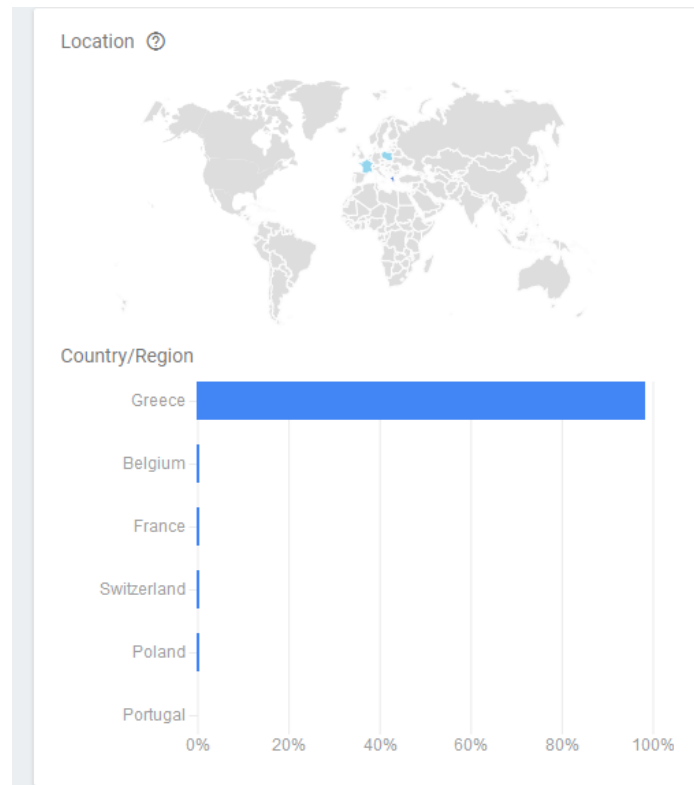 Location
Country/Region
Greece
Belgium
France
Switzerland
Poland
Portugal
0% 20% 40% 60% 80% 100%